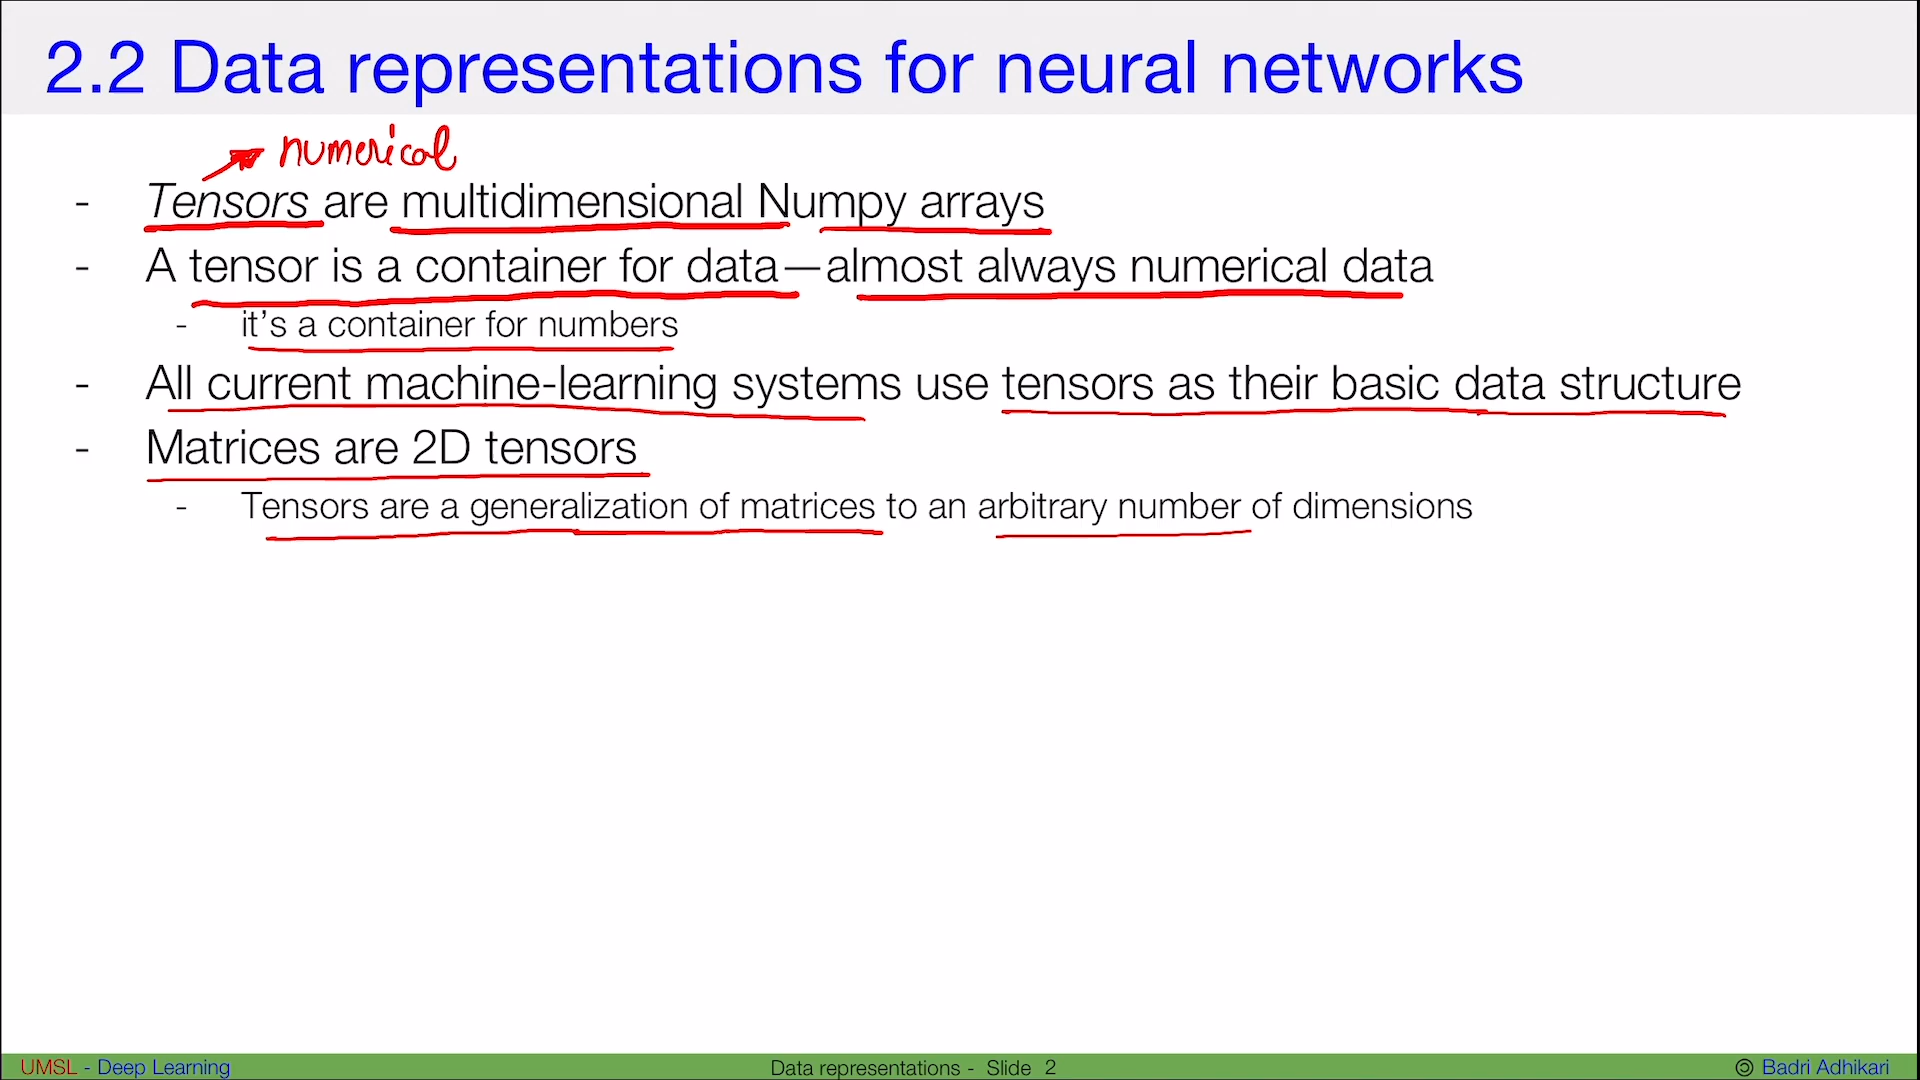 2.2 Data representations for neural networks
numerical
- Tensors are multidimensional Numpy arrays
- A tensor is a container for data—almost always numerical data
- it's a container for numbers
- All current machine-learning systems use tensors as their basic data structure
- Matrices are 2D tensors
- Tensors are a generalization of matrices to an arbitrary number of dimensions
UMSL - Deep Learning
Data representations - Slide 2
© Badri Adhikari